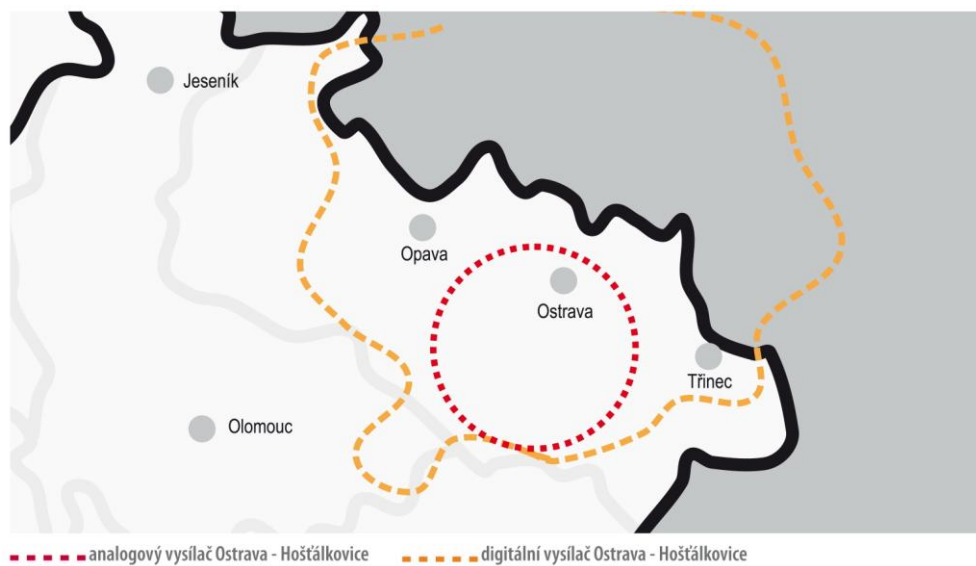 Jeseník
Opava
Ostrava
Třinec
Olomouc
analogový vysílač Ostrava - Hošťálkovice
digitální vysílač Ostrava - Hošťálkovice